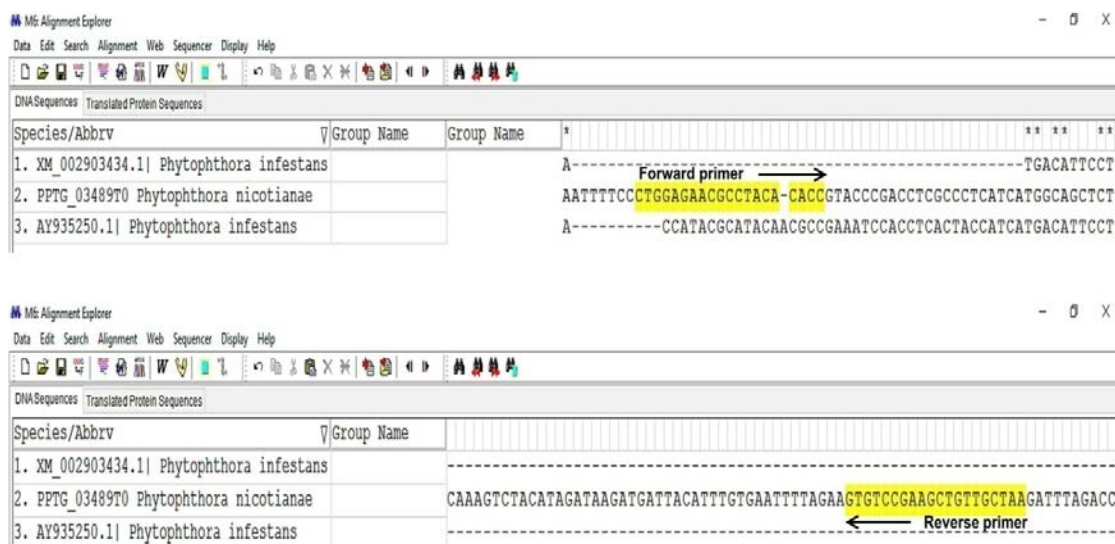 M6: Alignment Explorer
Data Edit Search Alignment Web Sequencer Display Help
W
DNA Sequences Translated Protein Sequences
Species/Abbrv Group Name Group Name * ** ** **
1. XM_002903434.1| Phytophthora infestans A---------------------------------------------------TGACATTCCT
Forward primer
2. PPTG_03489T0 Phytophthora nicotianae AATTTTCCCTGGAGAACGCCTACA-CACCGTACCCGACCTCGCCCTCATCATGGCAGCTCT
3. AY935250.1| Phytophthora infestans A----------CCATACGCATACAACGCCGAAATCCACCTCACTACCATCATGACATTCCT
M6: Alignment Explorer
Data Edit Search Alignment Web Sequencer Display Help
W
DNA Sequences Translated Protein Sequences
Species/Abbrv Group Name
1. XM_002903434.1| Phytophthora infestans --------------------------------------------------------------------------
2. PPTG_03489T0 Phytophthora nicotianae CAAAGTCTACATAGATAAGATGATTACATTTGTGAATTTTAGAAGTGTCCGAAGCTGTTGCTAAGATTTAGACC
Reverse primer
3. AY935250.1| Phytophthora infestans --------------------------------------------------------------------------